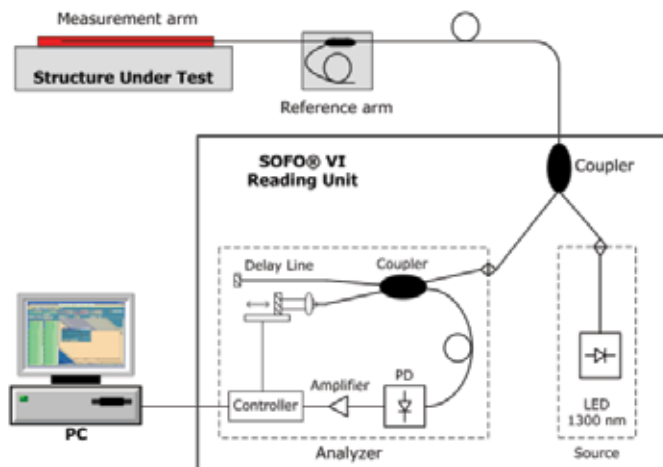 Measurement arm
Structure Under Test
Reference arm
SOFO® VI
Reading Unit
Coupler
Delay Line
Coupler
Amplifier
PD
Controller
PC
Analyzer
LED
1300 nm
Source